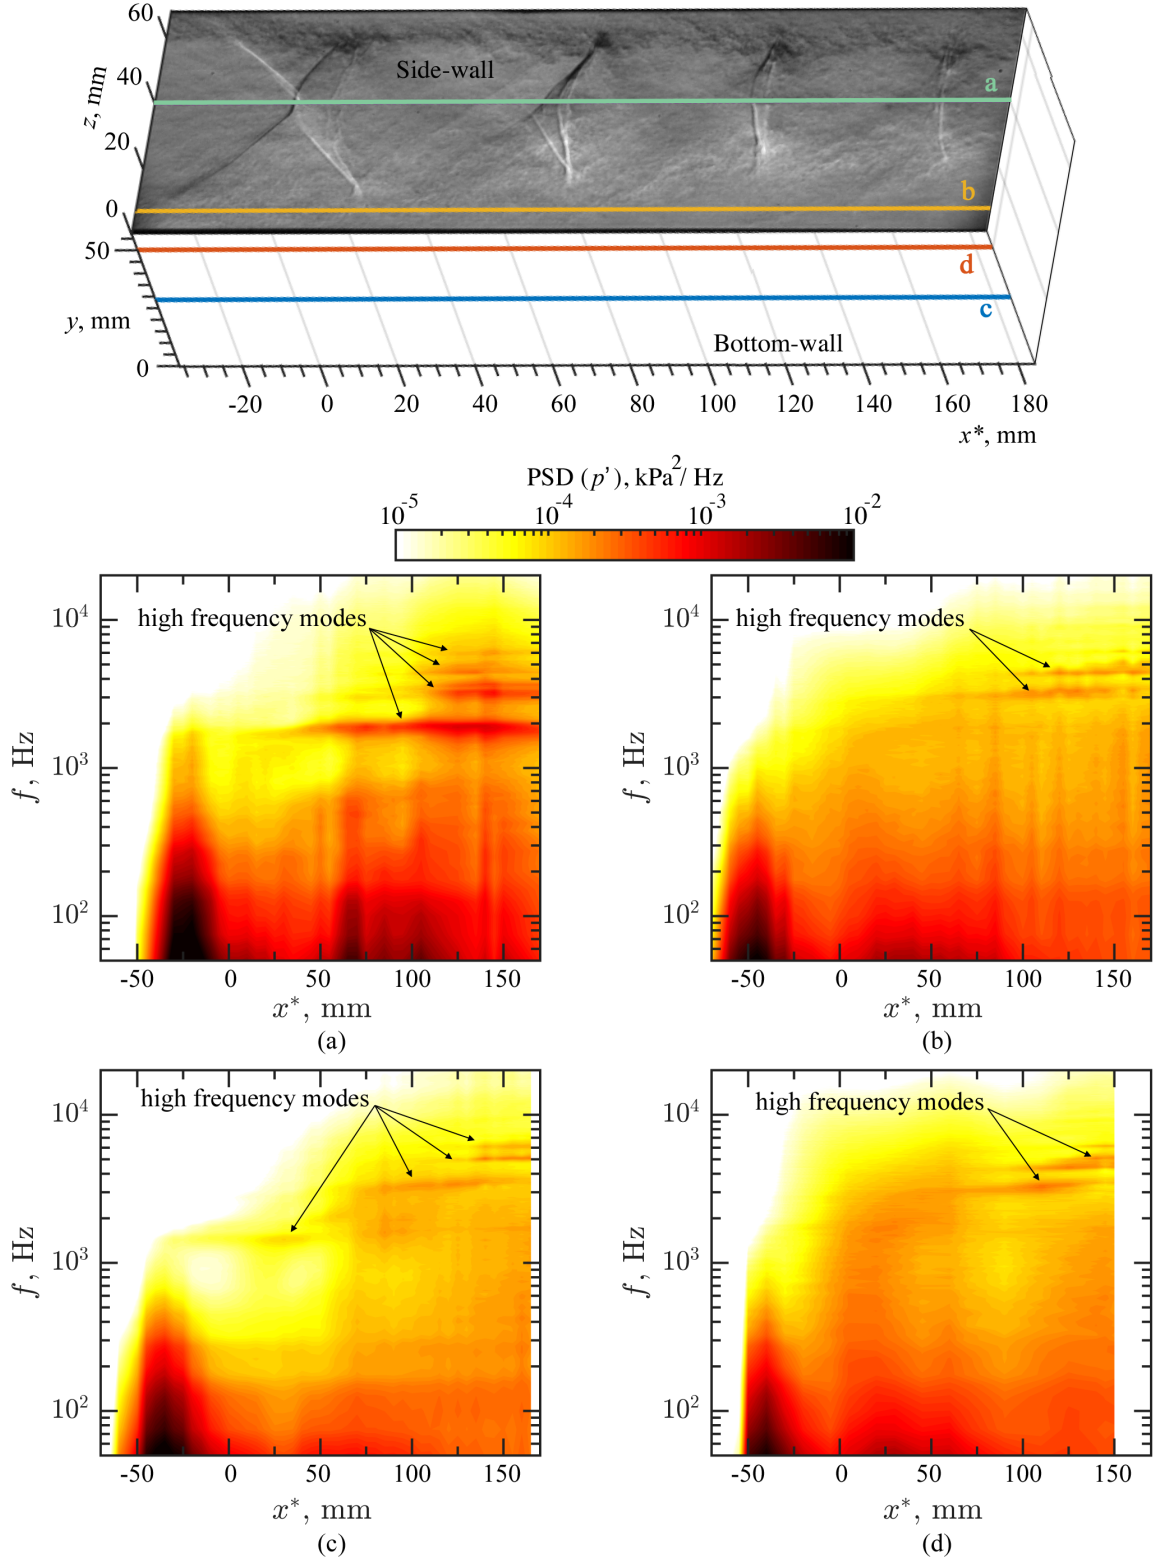 60
40
20
0
z, mm
Side-wall
a
b
50
d
c
y, mm
0
Bottom-wall
-20 0 20 40 60 80 100 120 140 160 180
x*, mm
PSD (p'), kPa²/Hz
10⁻⁵ 10⁻⁴ 10⁻³ 10⁻²
high frequency modes
10⁴
10³
10²
f, Hz
-50 0 50 100 150
x*, mm
(a)
high frequency modes
10⁴
10³
10²
f, Hz
-50 0 50 100 150
x*, mm
(b)
high frequency modes
10⁴
10³
10²
f, Hz
-50 0 50 100 150
x*, mm
(c)
high frequency modes
10⁴
10³
10²
f, Hz
-50 0 50 100 150
x*, mm
(d)